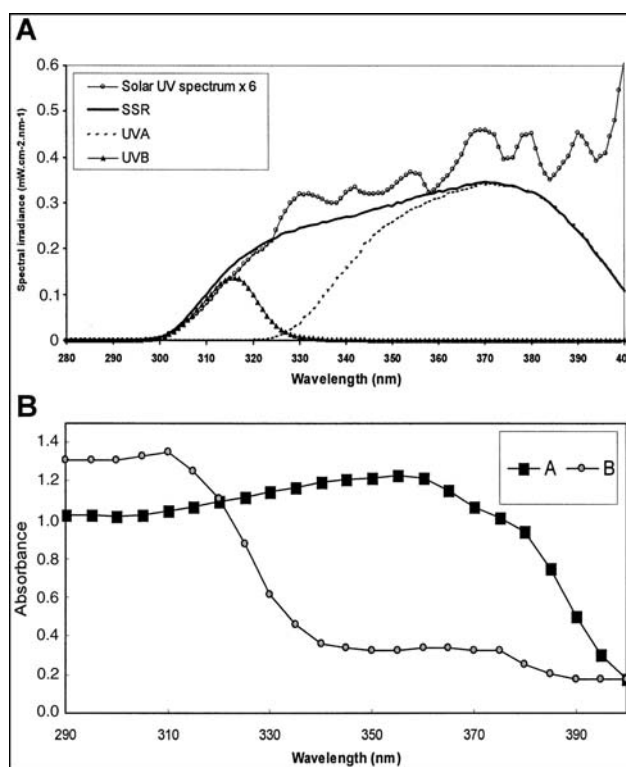 A
Solar UV spectrum x 6
SSR
UVA
UVB
Spectral irradiance (mW.cm-2.nm-1)
0.6
0.5
0.4
0.3
0.2
0.1
0
280 290 300 310 320 330 340 350 360 370 380 390 40
Wavelength (nm)
B
A B
Absorbance
1.4
1.2
1.0
0.8
0.6
0.4
0.2
0.0
290 310 330 350 370 390
Wavelength (nm)